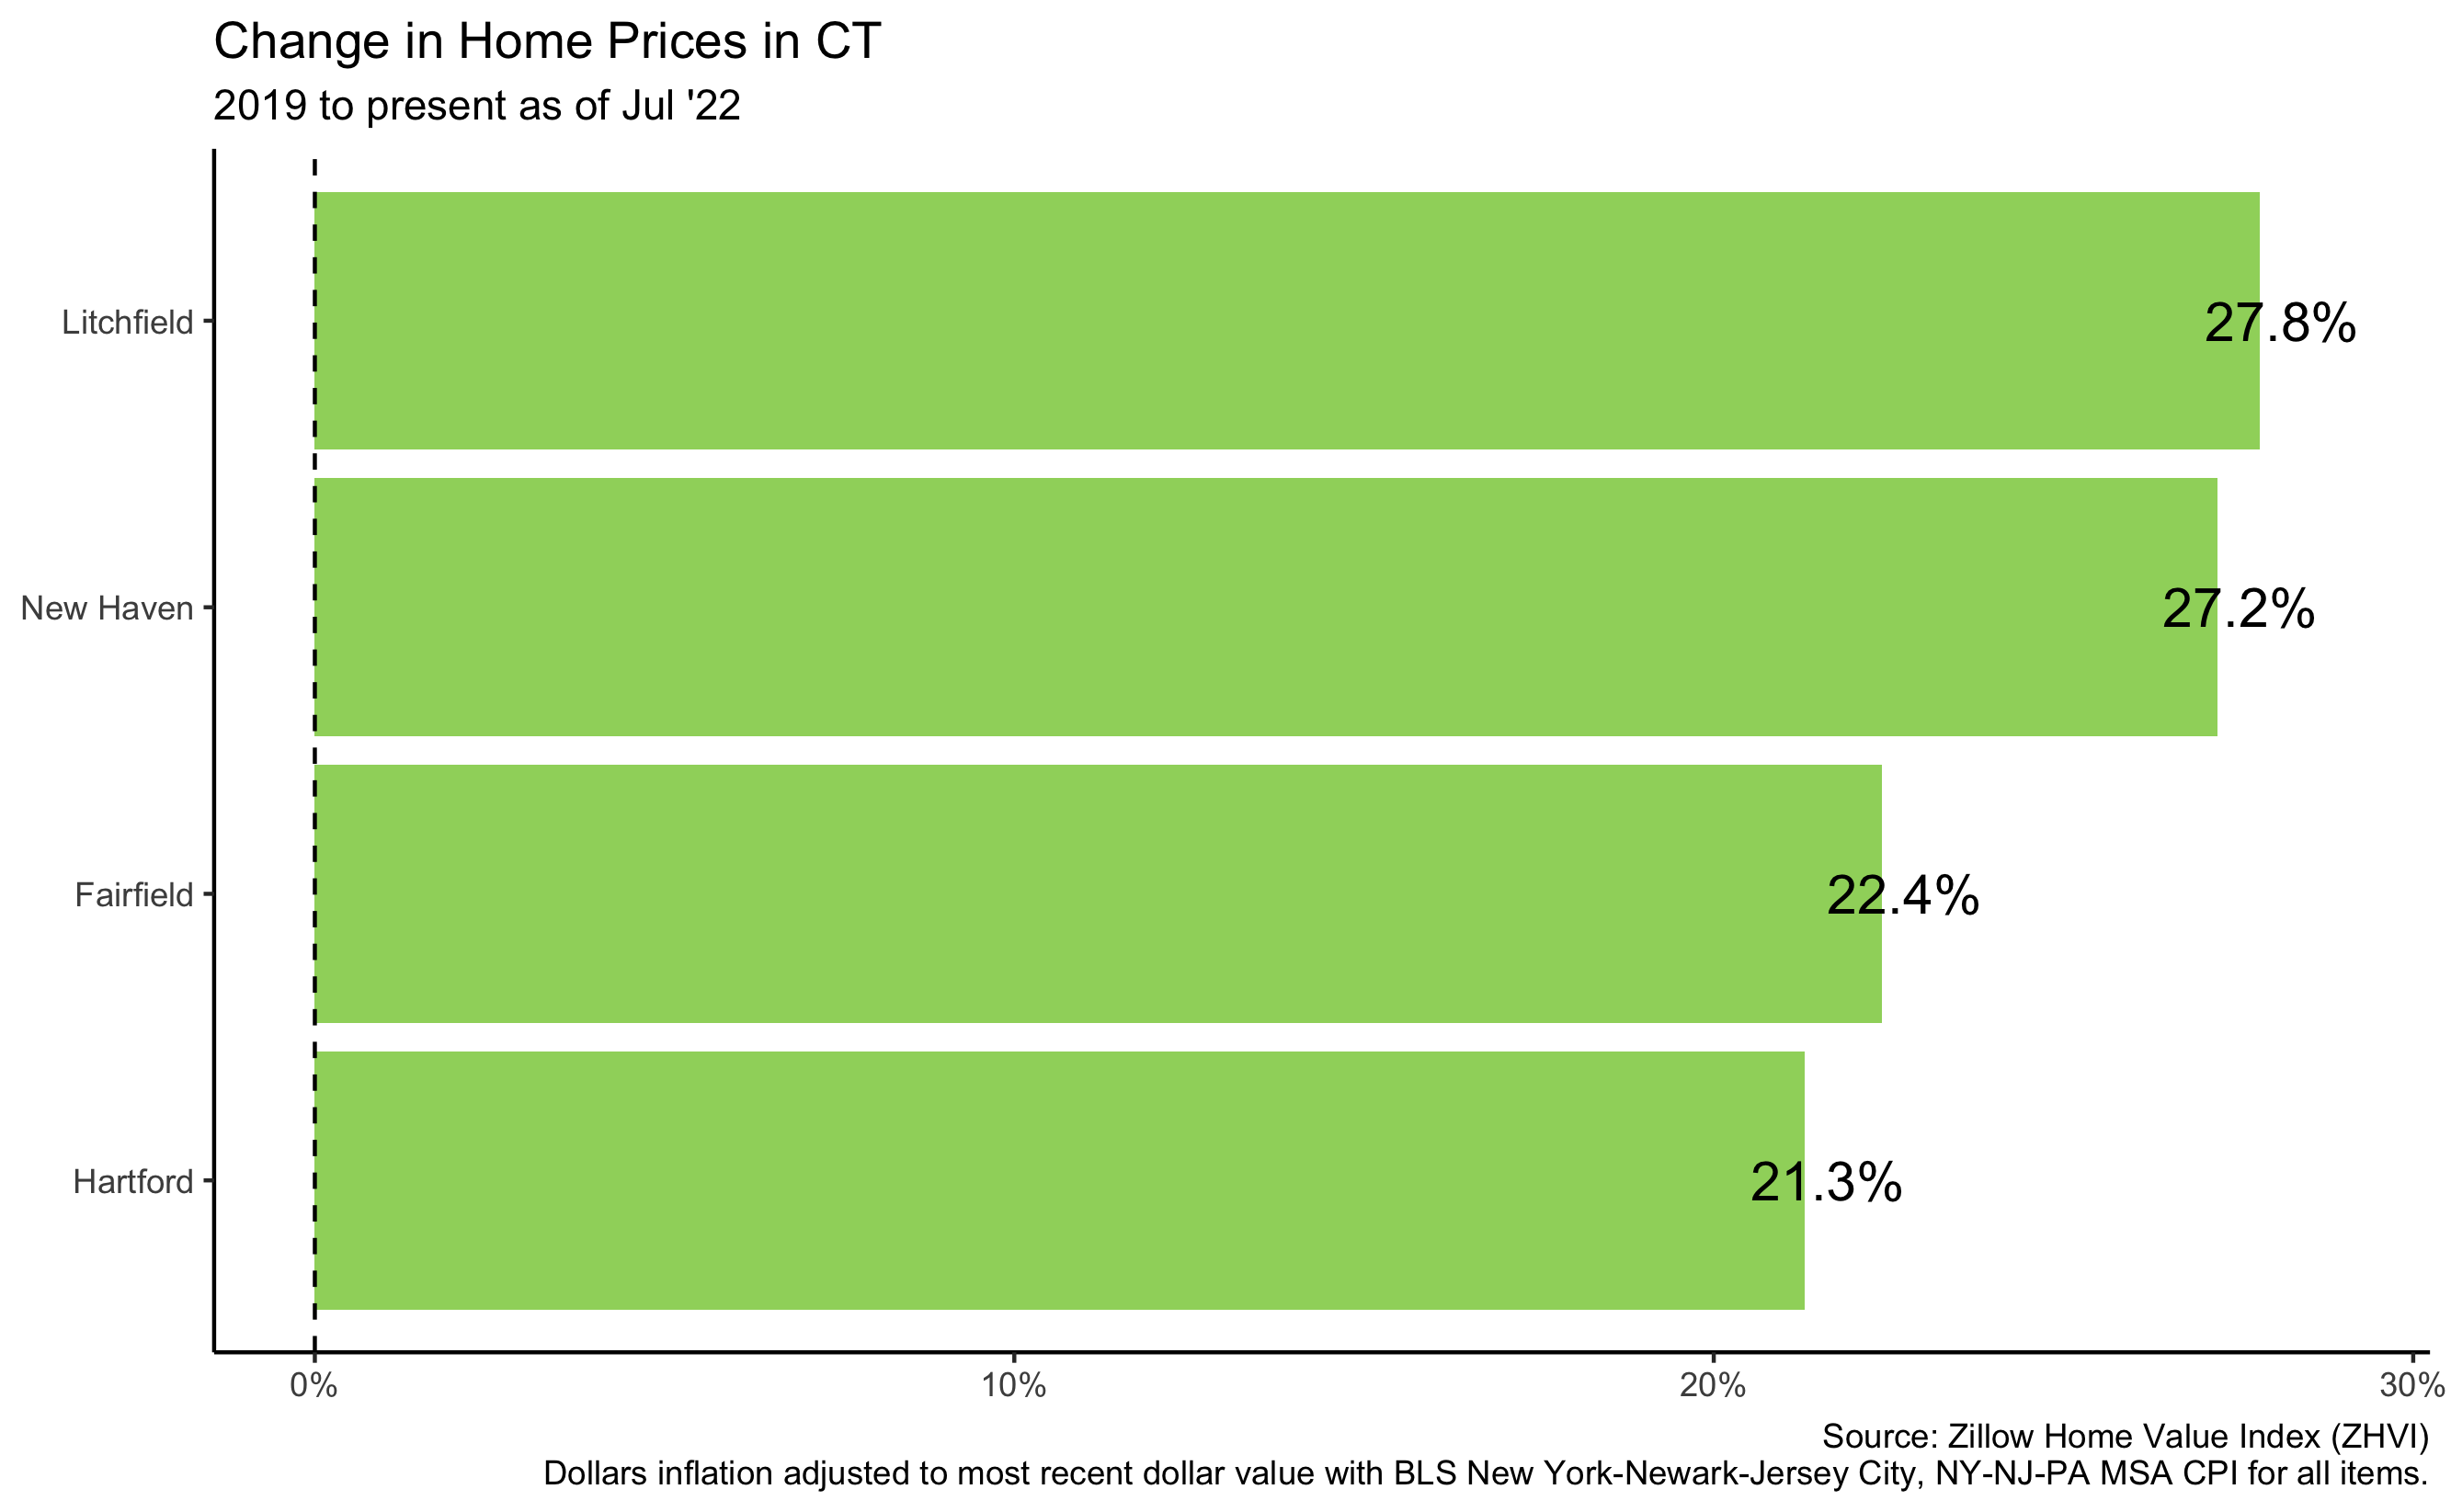 Change in Home Prices in CT
2019 to present as of Jul '22
Litchfield
27.8%
New Haven
27.2%
Fairfield
22.4%
Hartford
21.3%
0%
10%
20%
30%
Source: Zillow Home Value Index (ZHVI)
Dollars inflation adjusted to most recent dollar value with BLS New York-Newark-Jersey City, NY-NJ-PA MSA CPI for all items.